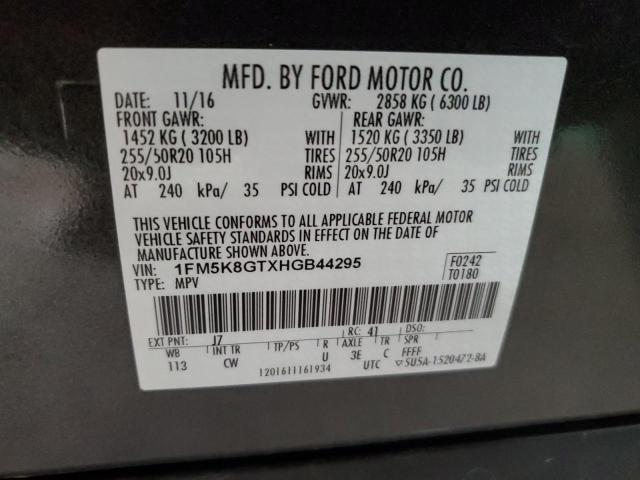 MFD. BY FORD MOTOR CO.
DATE: 11/16 GVWR: 2858 KG ( 6300 LB)
FRONT GAWR: REAR GAWR:
1452 KG ( 3200 LB) WITH 1520 KG ( 3350 LB) WITH
255/50R20 105H TIRES 255/50R20 105H TIRES
20x9.0J RIMS 20x9.0J RIMS
AT 240 kPa/ 35 PSI COLD AT 240 kPa/ 35 PSI COLD
THIS VEHICLE CONFORMS TO ALL APPLICABLE FEDERAL MOTOR
VEHICLE SAFETY STANDARDS IN EFFECT ON THE DATE OF
MANUFACTURE SHOWN ABOVE.
VIN: 1FM5K8GTXHGB44295 F0242
TYPE: MPV T0180
EXT PNT: J7 RC: 41 DSO:
WB INT TR TP/PS R AXLE TR SPR
113 CW U 3E C FFFF
1201611161934 UTC ▽5U5A-1520472-BA